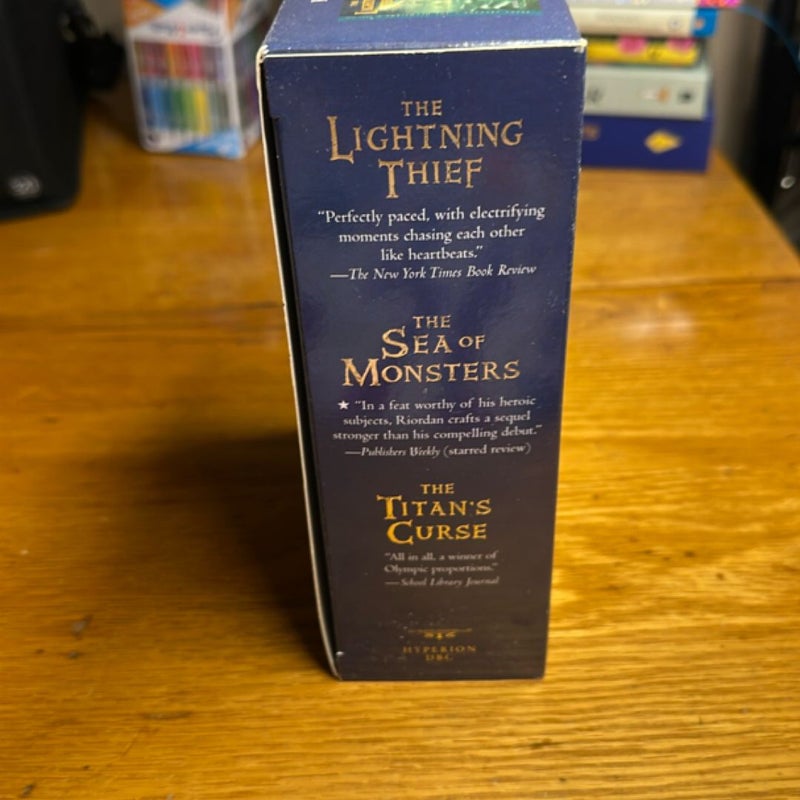 THE
LIGHTNING
THIEF
“Perfectly paced, with electrifying
moments chasing each other
like heartbeats.”
—The New York Times Book Review
THE
SEA OF
MONSTERS
★ “In a feat worthy of his heroic
subjects, Riordan crafts a sequel
stronger than his compelling debut.”
—Publishers Weekly (starred review)
THE
TITAN'S
CURSE
“All in all, a winner of
Olympic proportions.”
—School Library Journal
HYPERION
DBG